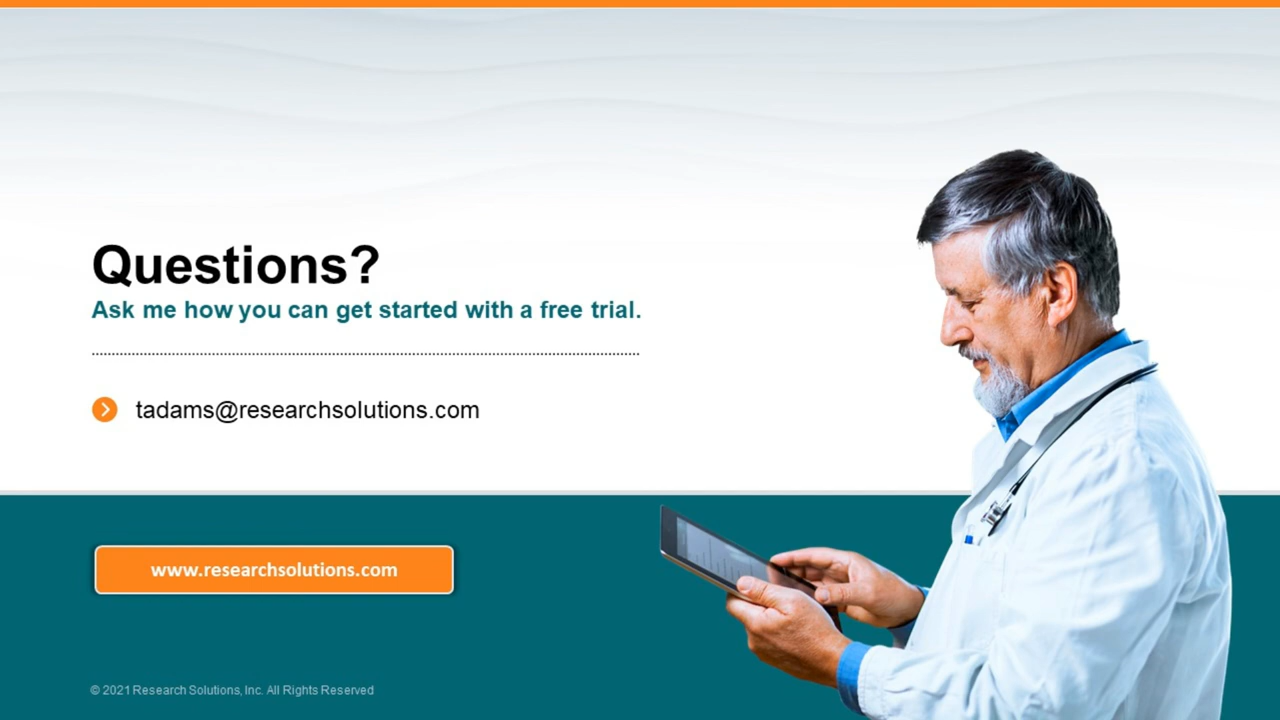 Questions?
Ask me how you can get started with a free trial.
tadams@researchsolutions.com
www.researchsolutions.com
© 2021 Research Solutions, Inc. All Rights Reserved